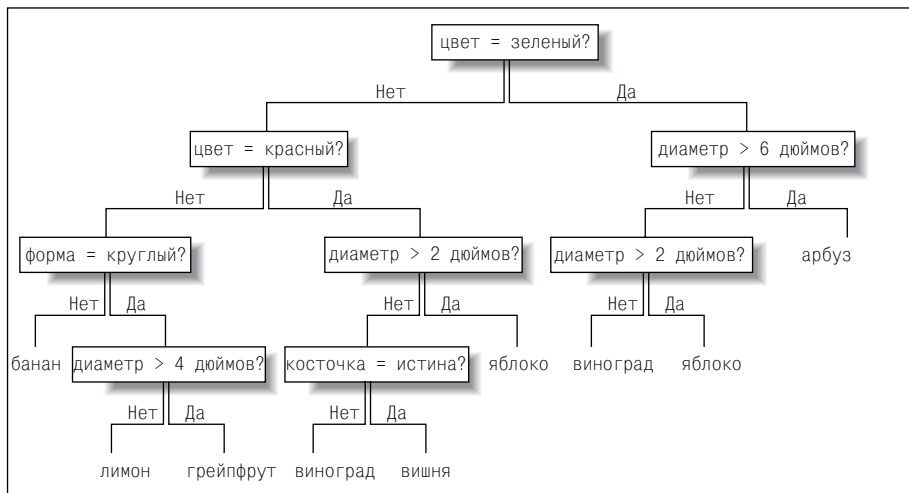 цвет = зеленый?
Нет Да
цвет = красный? диаметр > 6 дюймов?
Нет Да Нет Да
форма = круглый? диаметр > 2 дюймов? диаметр > 2 дюймов? арбуз
Нет Да Нет Да Нет Да
банан диаметр > 4 дюймов? косточка = истина? яблоко виноград яблоко
Нет Да Нет Да
лимон грейпфрут виноград вишня